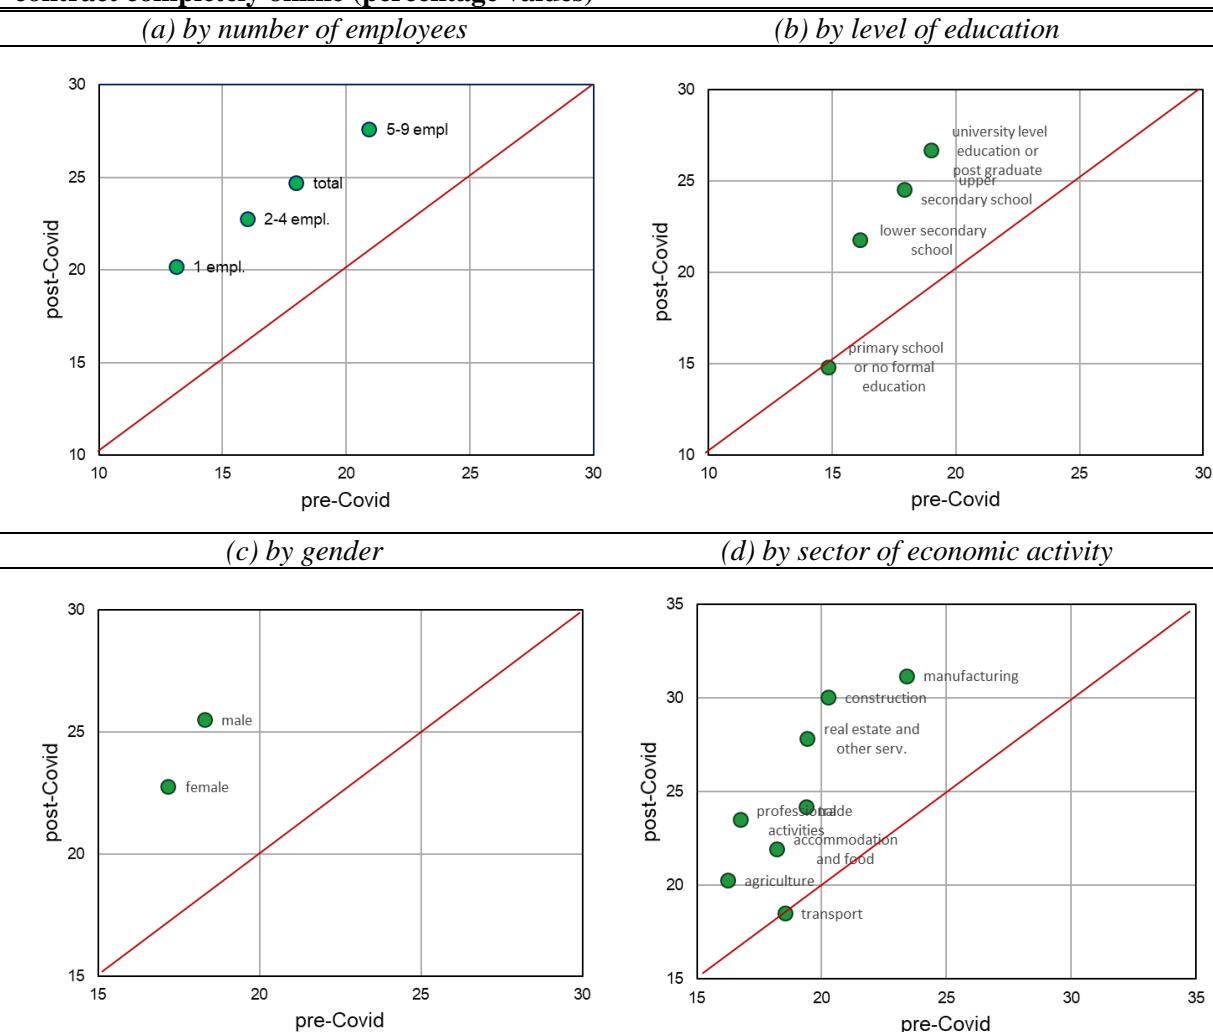 contract completely online (percentage values)
(a) by number of employees
(b) by level of education
30
25
20
15
10
10
15
20
25
30
post-Covid
pre-Covid
5-9 empl
total
2-4 empl.
1 empl.
30
25
20
15
10
10
15
20
25
30
post-Covid
pre-Covid
university level
education or
post graduate
upper
secondary school
lower secondary
school
primary school
or no formal
education
(c) by gender
(d) by sector of economic activity
30
25
20
15
15
20
25
30
post-Covid
pre-Covid
male
female
35
30
25
20
15
15
20
25
30
35
post-Covid
pre-Covid
manufacturing
construction
real estate and
other serv.
trade
professional
activities
accommodation
and food
agriculture
transport